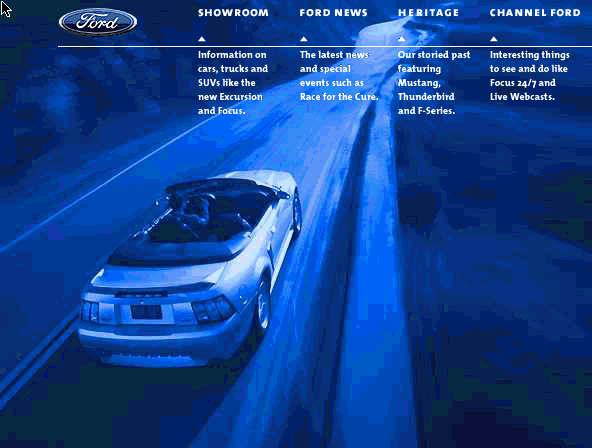 Ford
SHOWROOM
FORD NEWS
HERITAGE
CHANNEL FORD
Information on
cars, trucks and
SUVs like the
new Excursion
and Focus.
The latest news
and special
events such as
Race for the Cure.
Our storied past
featuring
Mustang,
Thunderbird
and F-Series.
Interesting things
to see and do like
Focus 24/7 and
Live Webcasts.